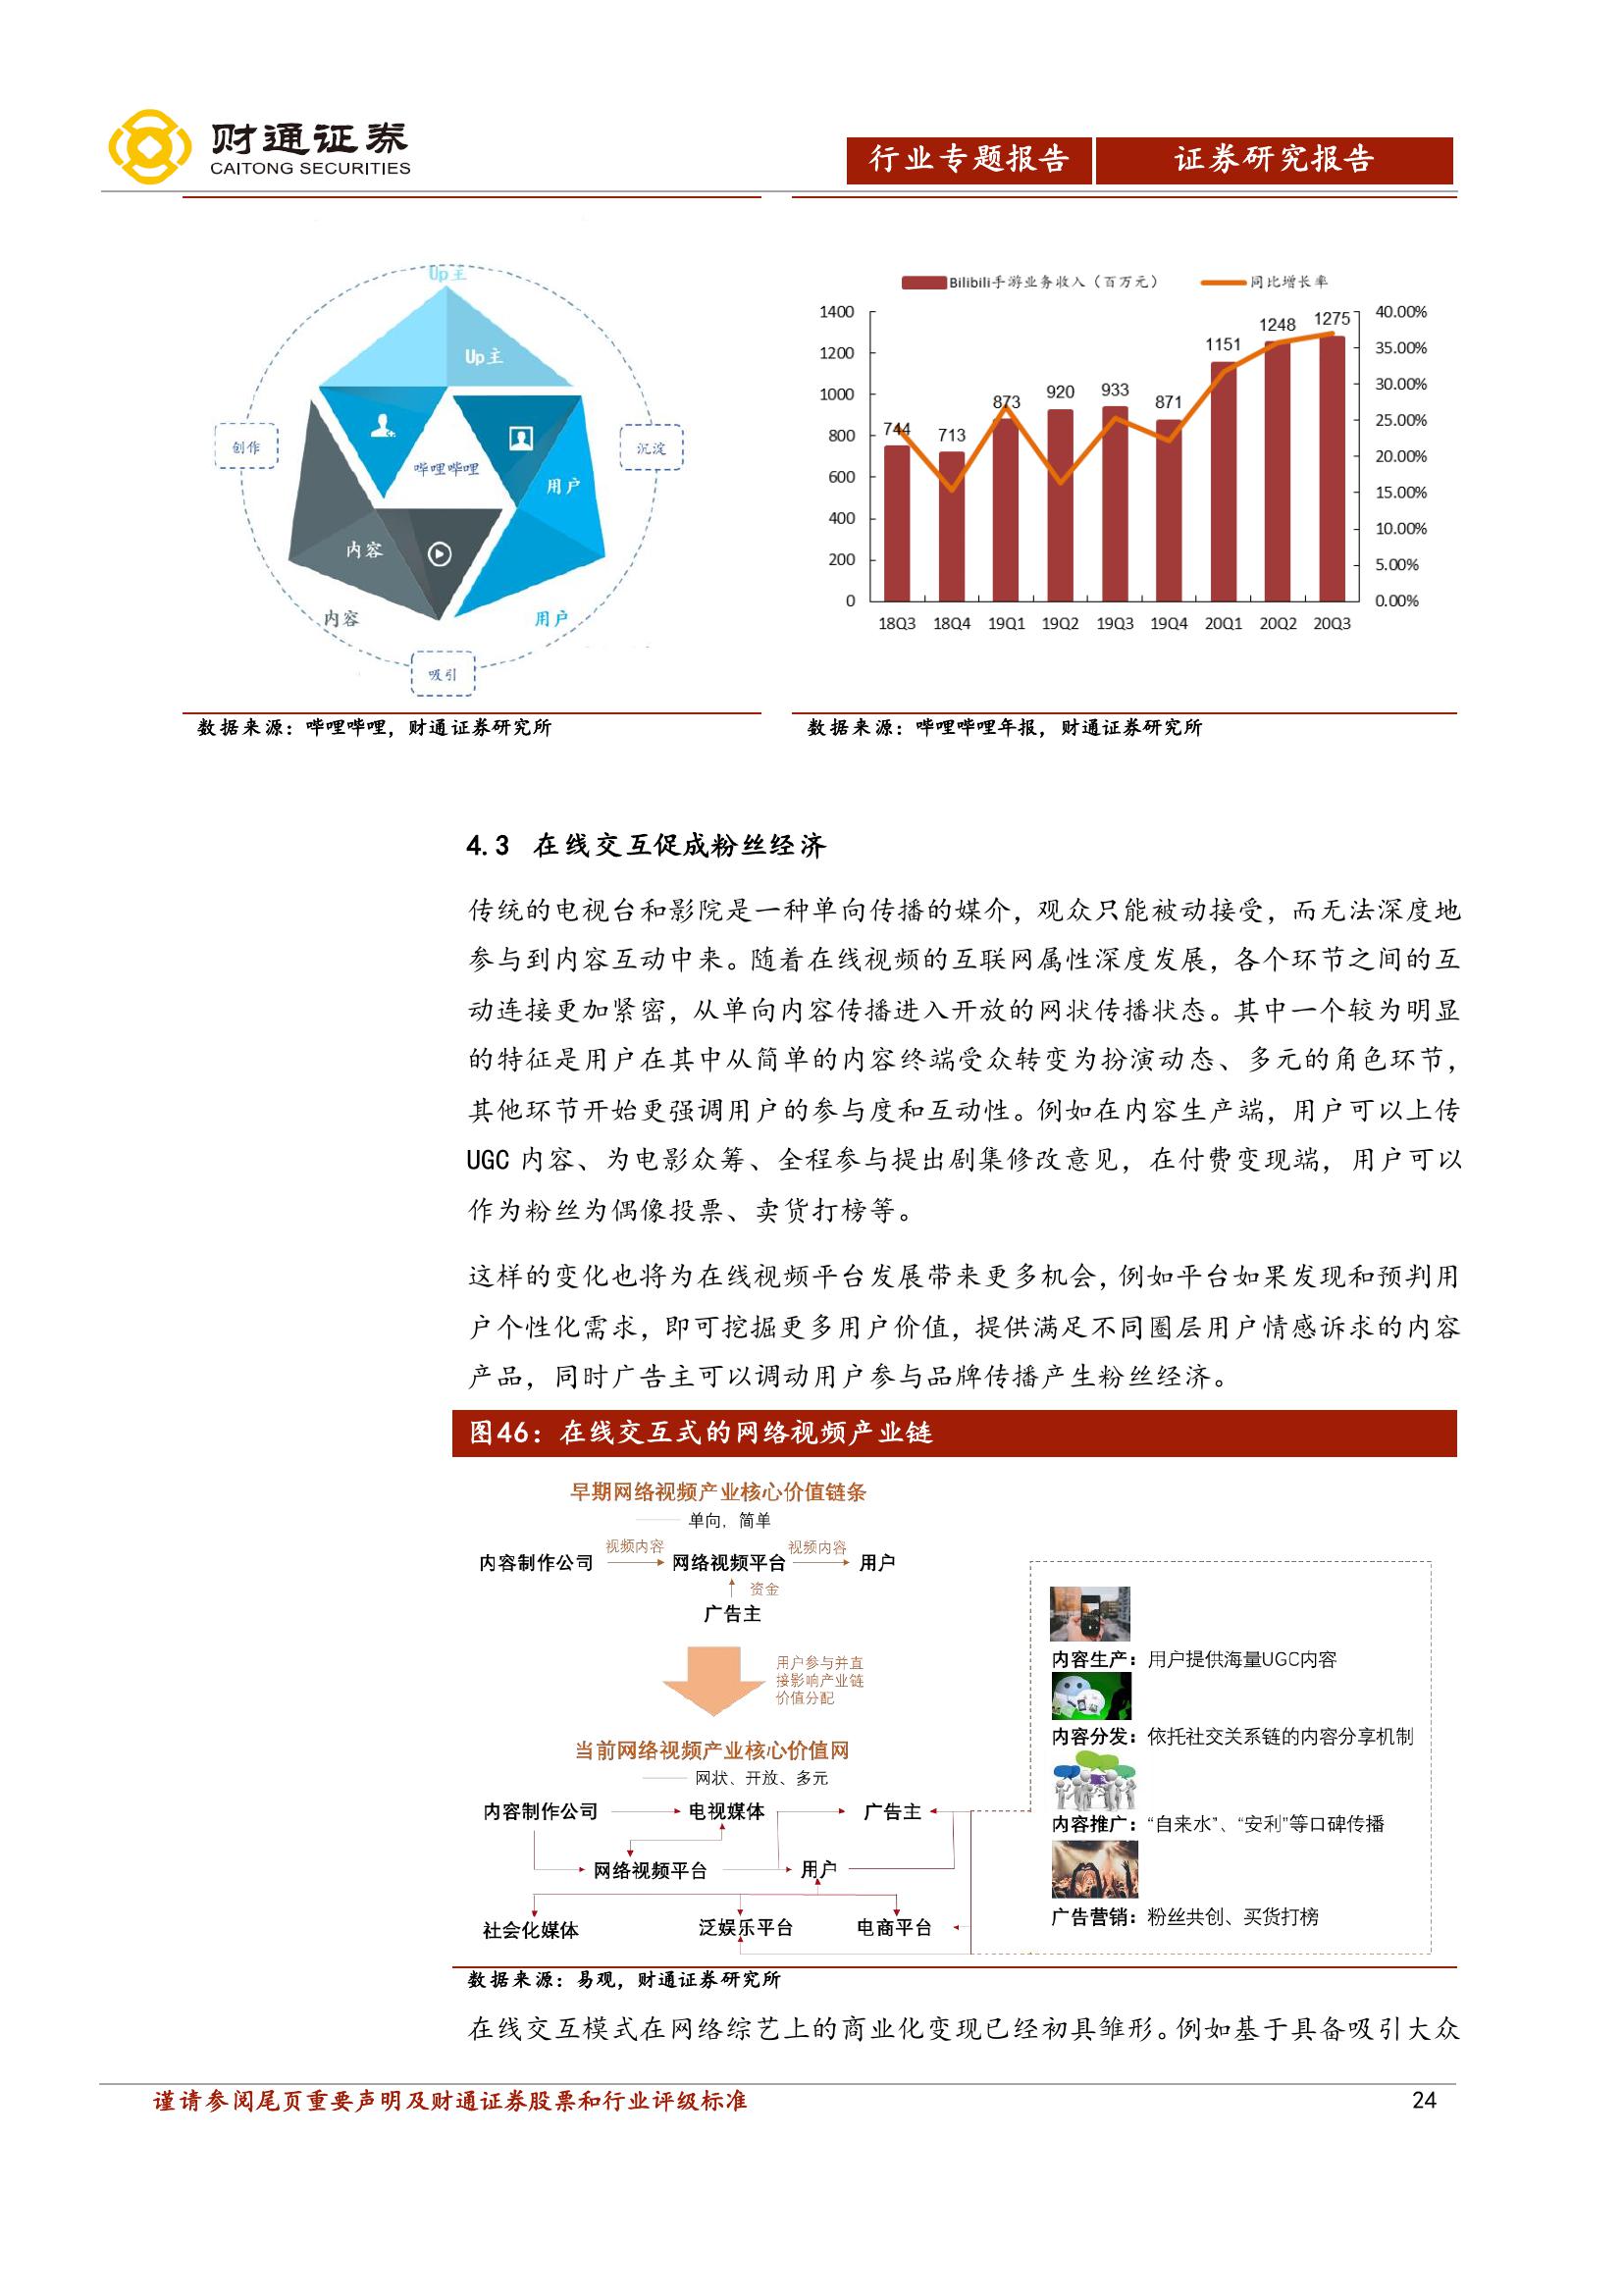 财通证券
CAITONG SECURITIES
行业专题报告 证券研究报告
Up主
Up主
创作
沉淀
哔哩哔哩
用户
内容
内容
用户
吸引
Bilibili手游业务收入（百万元） 同比增长率
1400
1200
1000
800
600
400
200
0
744
713
873
920
933
871
1151
1248
1275
40.00%
35.00%
30.00%
25.00%
20.00%
15.00%
10.00%
5.00%
0.00%
18Q3 18Q4 19Q1 19Q2 19Q3 19Q4 20Q1 20Q2 20Q3
数据来源：哔哩哔哩，财通证券研究所
数据来源：哔哩哔哩年报，财通证券研究所
4.3 在线交互促成粉丝经济
传统的电视台和影院是一种单向传播的媒介，观众只能被动接受，而无法深度地
参与到内容互动中来。随着在线视频的互联网属性深度发展，各个环节之间的互
动连接更加紧密，从单向内容传播进入开放的网状传播状态。其中一个较为明显
的特征是用户在其中从简单的内容终端受众转变为扮演动态、多元的角色环节，
其他环节开始更强调用户的参与度和互动性。例如在内容生产端，用户可以上传
UGC 内容、为电影众筹、全程参与提出剧集修改意见，在付费变现端，用户可以
作为粉丝为偶像投票、卖货打榜等。
这样的变化也将为在线视频平台发展带来更多机会，例如平台如果发现和预判用
户个性化需求，即可挖掘更多用户价值，提供满足不同圈层用户情感诉求的内容
产品，同时广告主可以调动用户参与品牌传播产生粉丝经济。
图46：在线交互式的网络视频产业链
早期网络视频产业核心价值链条
单向，简单
视频内容 视频内容
内容制作公司 网络视频平台 用户
资金
广告主
用户参与并直
接影响产业链
价值分配
当前网络视频产业核心价值网
网状、开放、多元
内容制作公司 电视媒体 广告主
网络视频平台 用户
社会化媒体 泛娱乐平台 电商平台
内容生产：用户提供海量UGC内容
内容分发：依托社交关系链的内容分享机制
内容推广：“自来水”、“安利”等口碑传播
广告营销：粉丝共创、买货打榜
数据来源：易观，财通证券研究所
在线交互模式在网络综艺上的商业化变现已经初具雏形。例如基于具备吸引大众
谨请参阅尾页重要声明及财通证券股票和行业评级标准 24